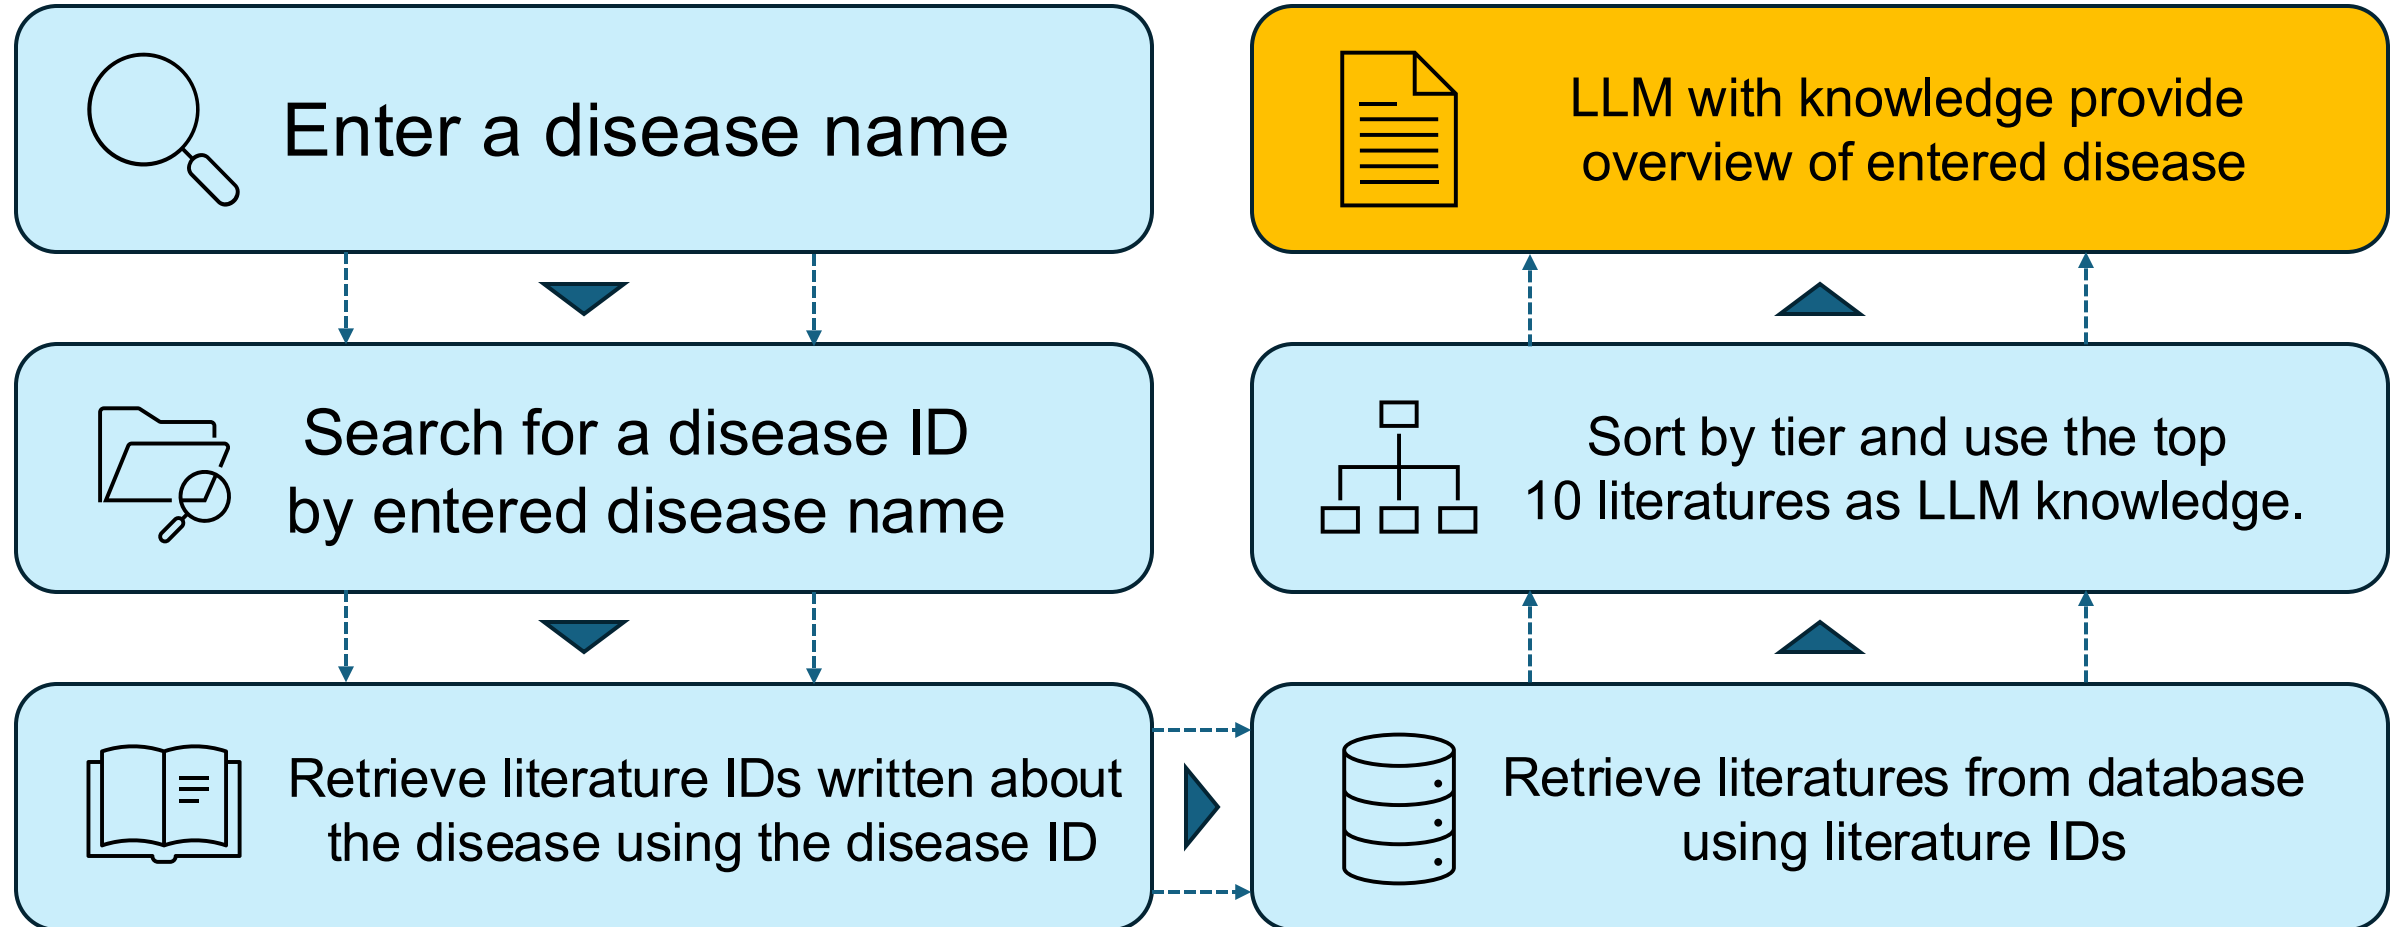 Enter a disease name
Search for a disease ID
by entered disease name
Retrieve literature IDs written about
the disease using the disease ID
Retrieve literatures from database
using literature IDs
Sort by tier and use the top
10 literatures as LLM knowledge.
LLM with knowledge provide
overview of entered disease